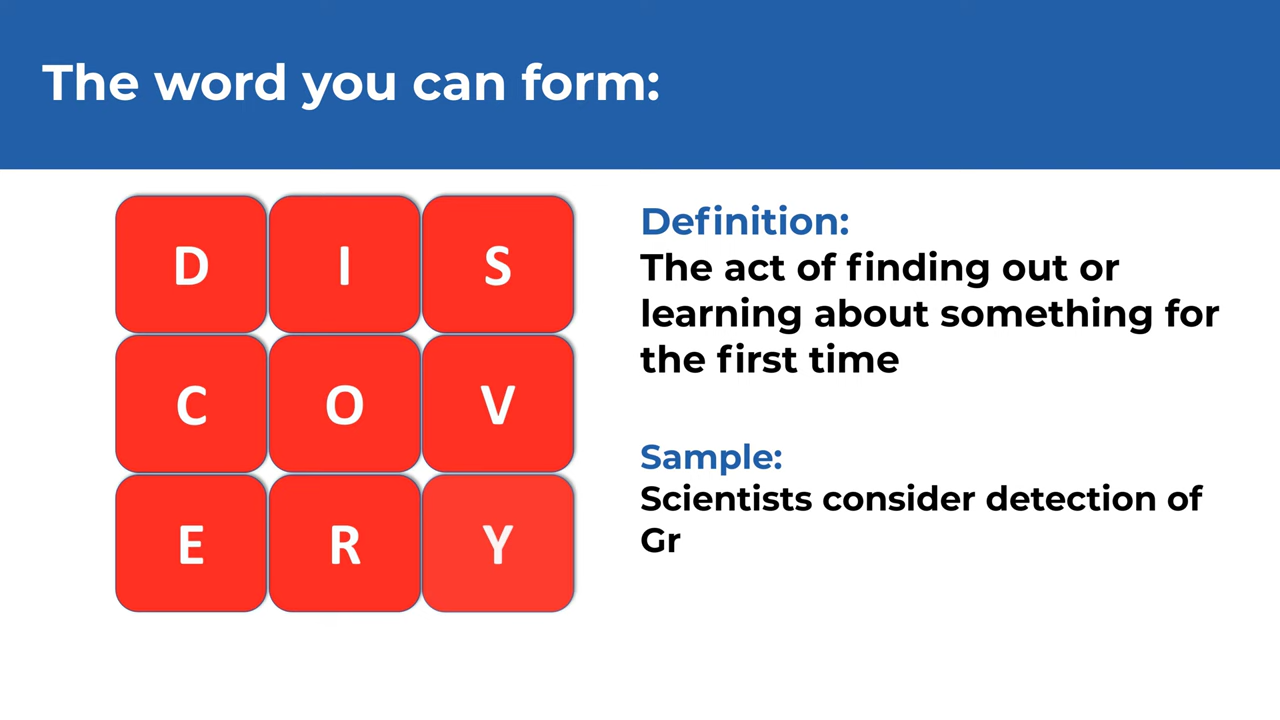 The word you can form:
D I S
C O V
E R Y
Definition:
The act of finding out or
learning about something for
the first time
Sample:
Scientists consider detection of
Gr